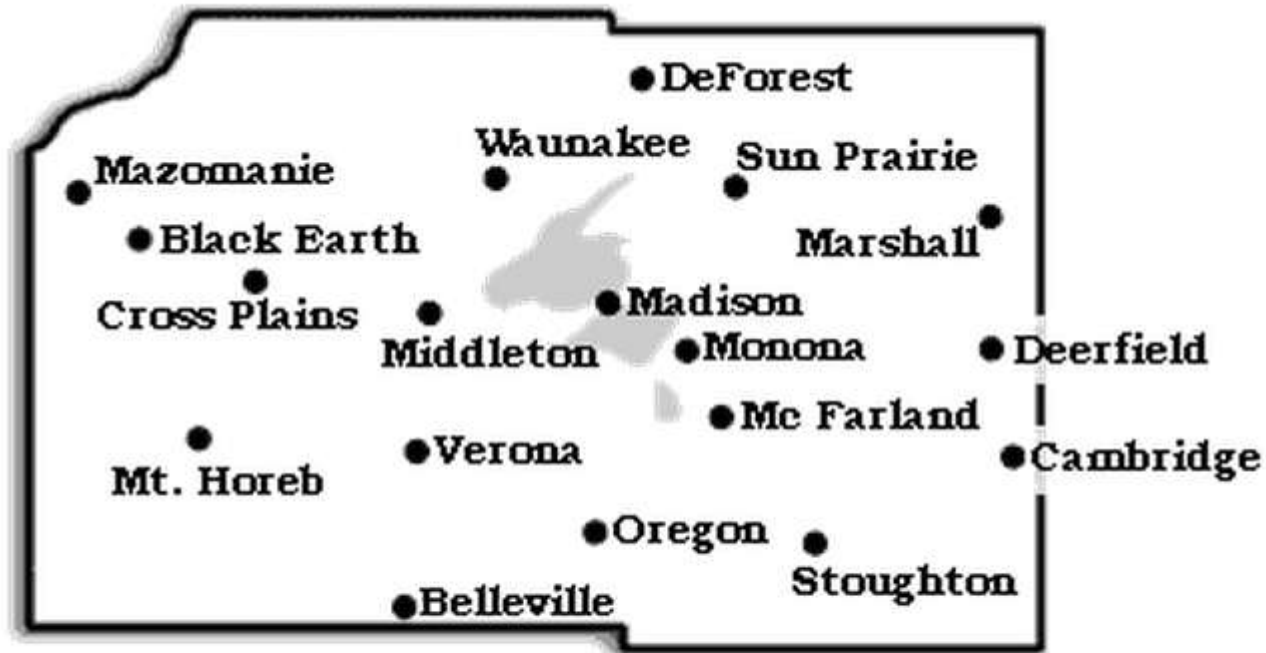 DeForest
Waunakee
Sun Prairie
Mazomanie
Marshall
Black Earth
Cross Plains
Madison
Middleton
Monona
Deerfield
Mc Farland
Verona
Cambridge
Mt. Horeb
Oregon
Stoughton
Belleville